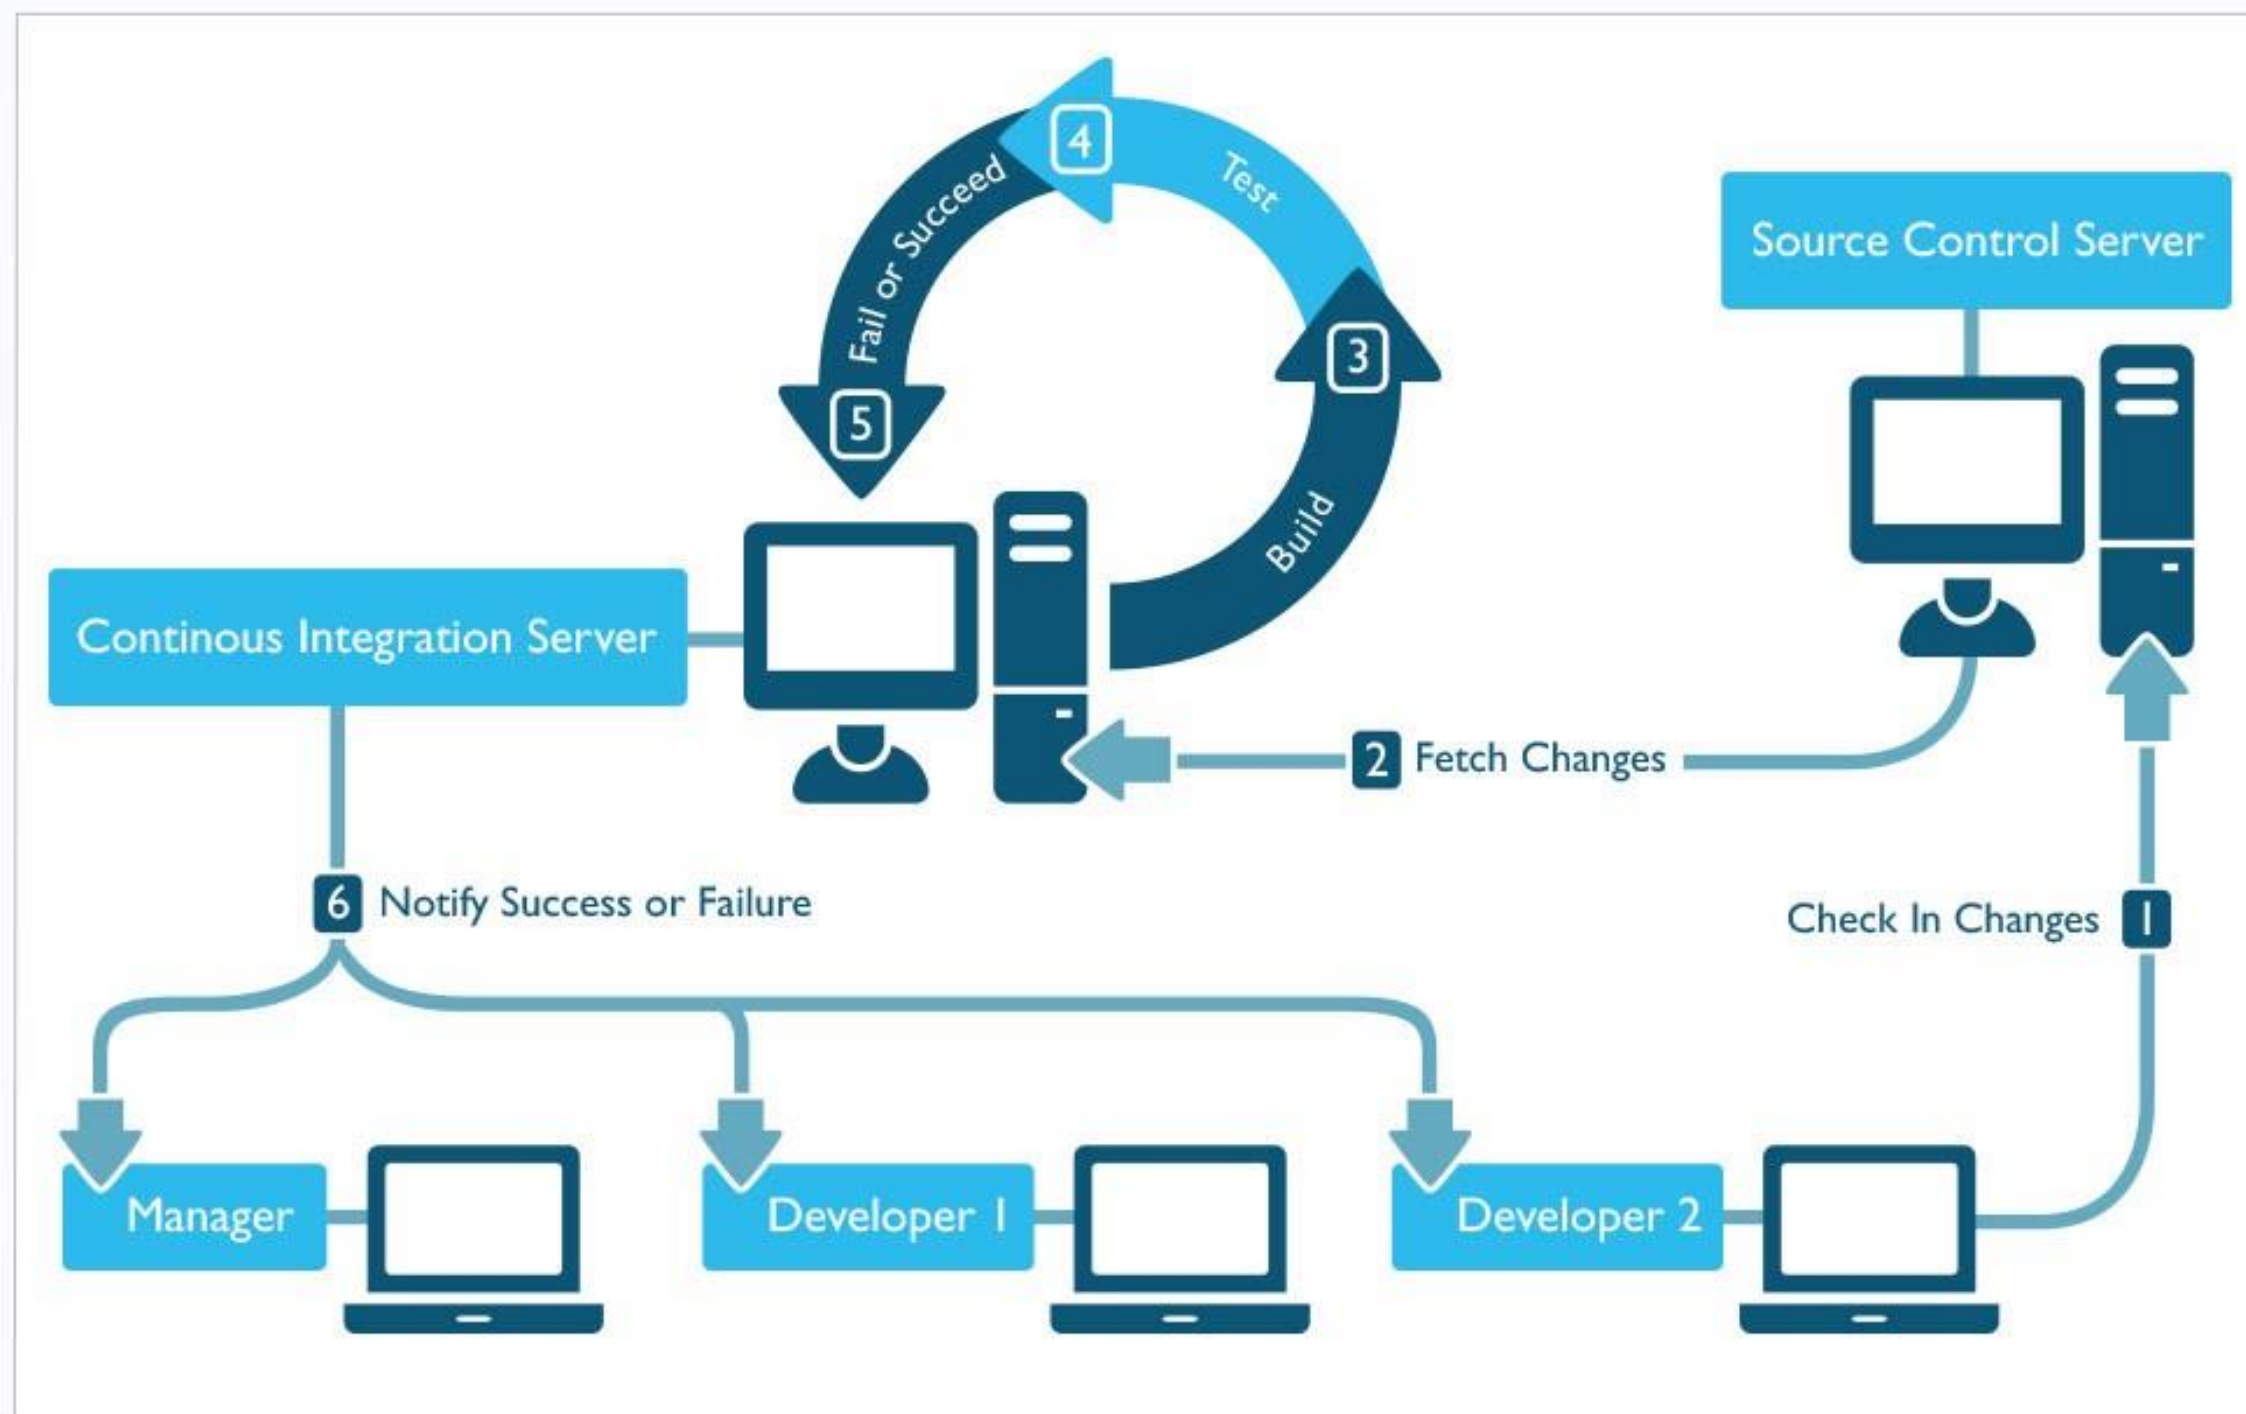 4
Test
Fail or Succeed
Source Control Server
3
5
Build
Continous Integration Server
2 Fetch Changes
6 Notify Success or Failure
Check In Changes 1
Manager
Developer 1
Developer 2